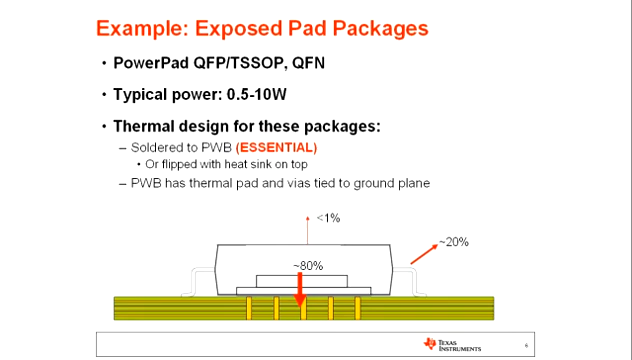 Example: Exposed Pad Packages
• PowerPad QFP/TSSOP, QFN
• Typical power: 0.5-10W
• Thermal design for these packages:
– Soldered to PWB (ESSENTIAL)
• Or flipped with heat sink on top
– PWB has thermal pad and vias tied to ground plane
<1%
~20%
~80%
TEXAS
INSTRUMENTS
6